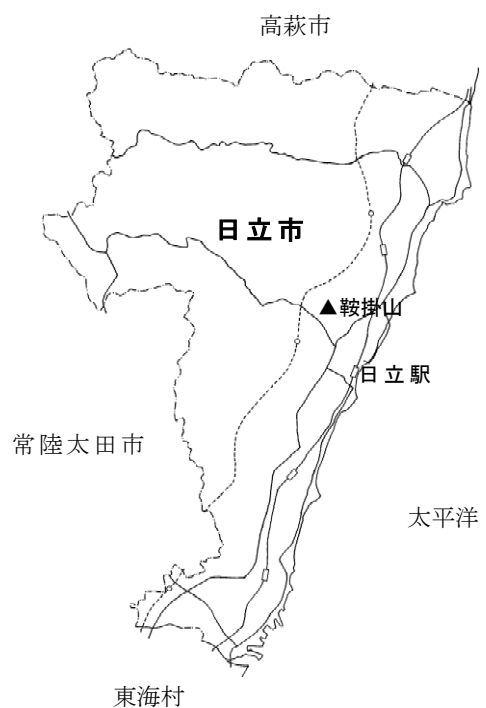 高萩市
日立市
▲鞍掛山
日立駅
常陸太田市
太平洋
東海村